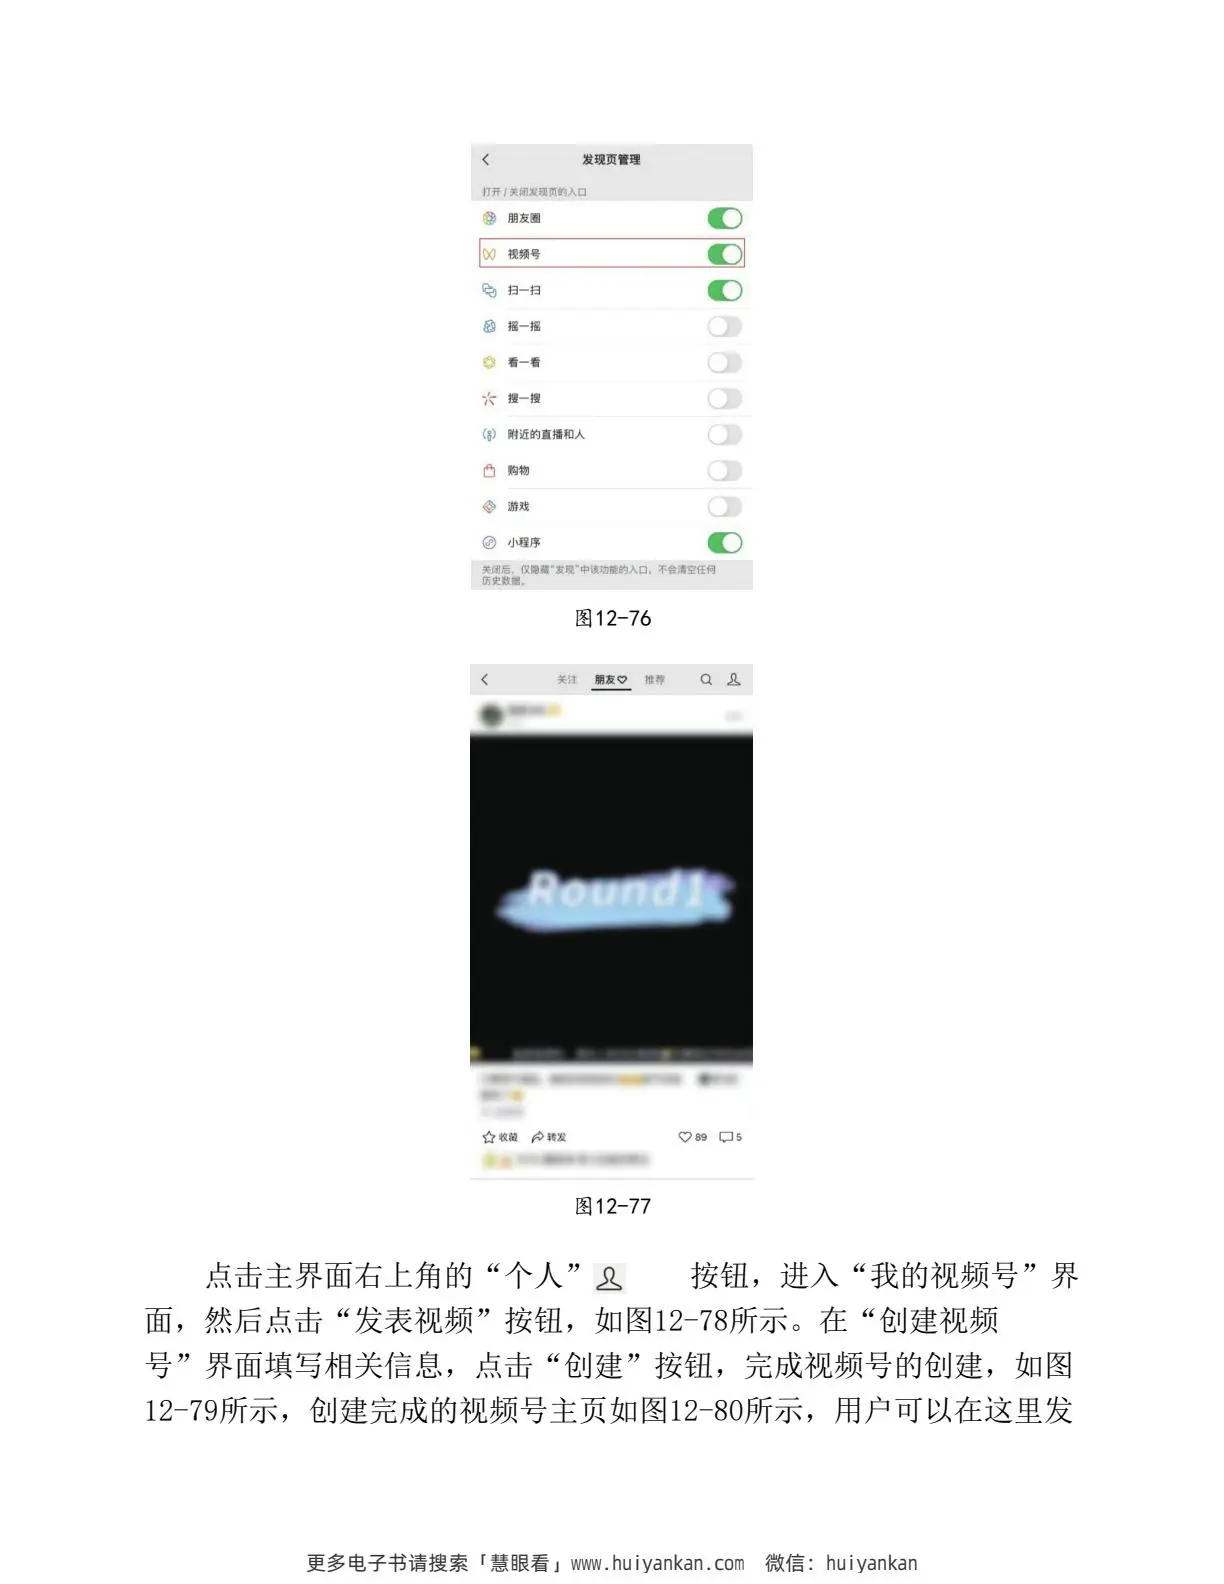 发现页管理
打开 / 关闭发现页的入口
朋友圈
视频号
扫一扫
摇一摇
看一看
搜一搜
附近的直播和人
购物
游戏
小程序
关闭后，仅隐藏“发现”中该功能的入口，不会清空任何
历史数据。
图12-76
关注 朋友 推荐
Round1
收藏 转发 89 5
图12-77
点击主界面右上角的“个人” 按钮，进入“我的视频号”界
面，然后点击“发表视频”按钮，如图12-78所示。在“创建视频
号”界面填写相关信息，点击“创建”按钮，完成视频号的创建，如图
12-79所示，创建完成的视频号主页如图12-80所示，用户可以在这里发
更多电子书请搜索「慧眼看」www.huiyankan.com 微信：huiyankan